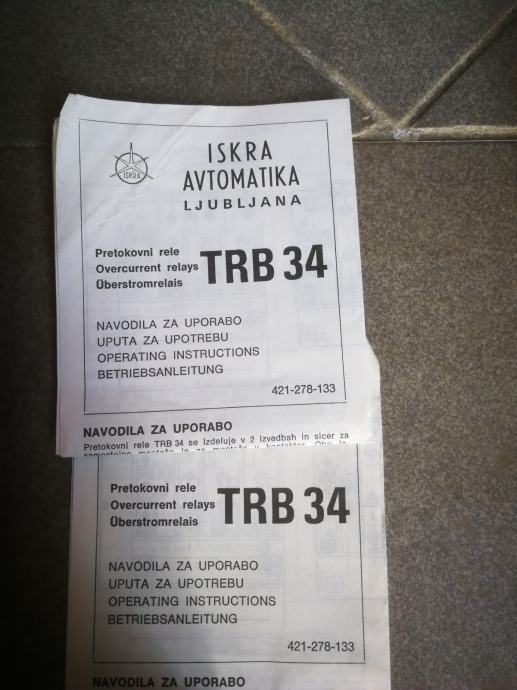 ISKRA
ISKRA
AVTOMATIKA
LJUBLJANA
Pretokovni rele
Overcurrent relays
Überstromrelais
TRB 34
NAVODILA ZA UPORABO
UPUTA ZA UPOTREBU
OPERATING INSTRUCTIONS
BETRIEBSANLEITUNG
421-278-133
NAVODILA ZA UPORABO
Pretokovni rele TRB 34 se izdeluje v 2 izvedbah in sicer za
Pretokovni rele
Overcurrent relays
Überstromrelais
TRB 34
NAVODILA ZA UPORABO
UPUTA ZA UPOTREBU
OPERATING INSTRUCTIONS
BETRIEBSANLEITUNG
421-278-133
NAVODILA ZA UPORABO